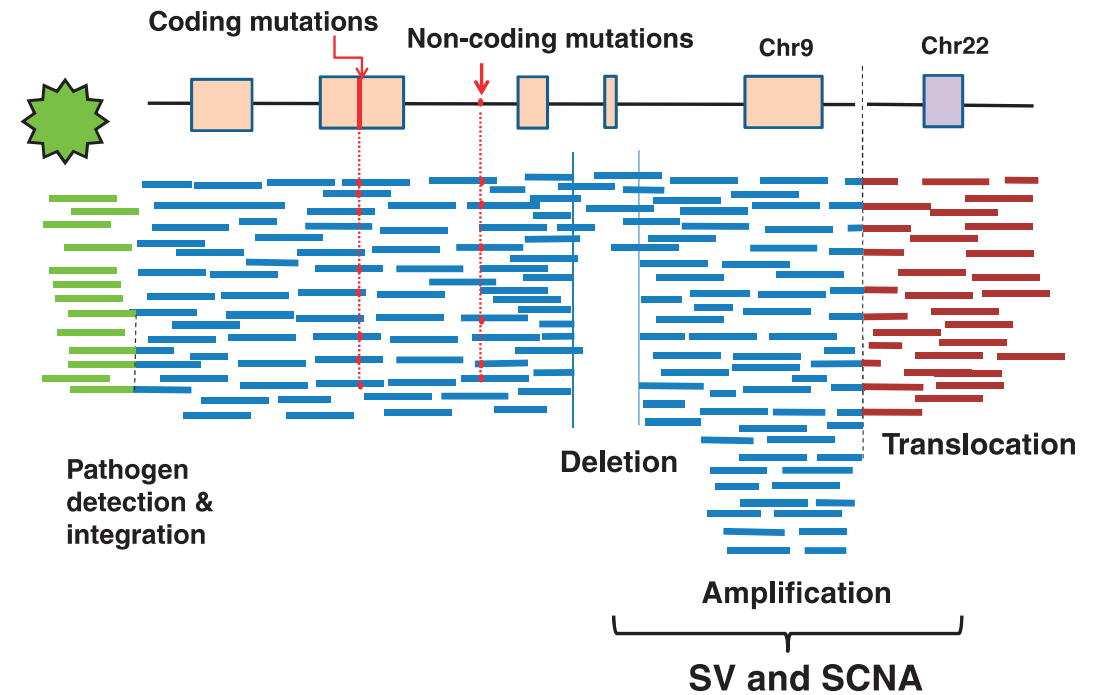 Coding mutations
Non-coding mutations
Chr9
Chr22
Deletion
Translocation
Pathogen
detection &
integration
Amplification
SV and SCNA